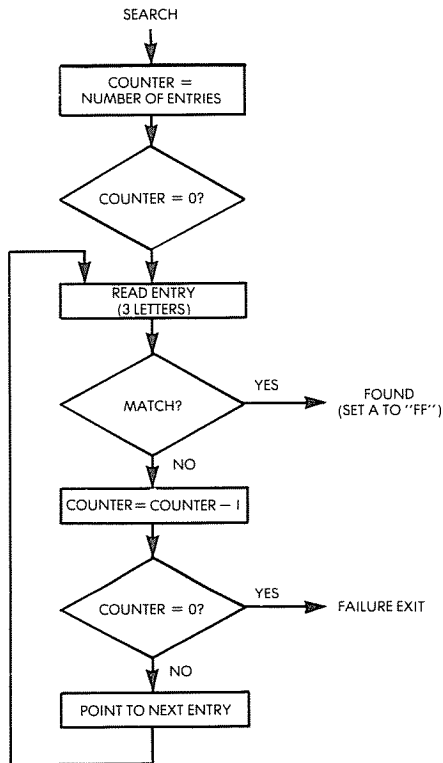 SEARCH
COUNTER =
NUMBER OF ENTRIES
COUNTER = 0?
READ ENTRY
(3 LETTERS)
MATCH?
YES
FOUND
(SET A TO "FF")
NO
COUNTER = COUNTER – 1
COUNTER = 0?
YES
FAILURE EXIT
NO
POINT TO NEXT ENTRY